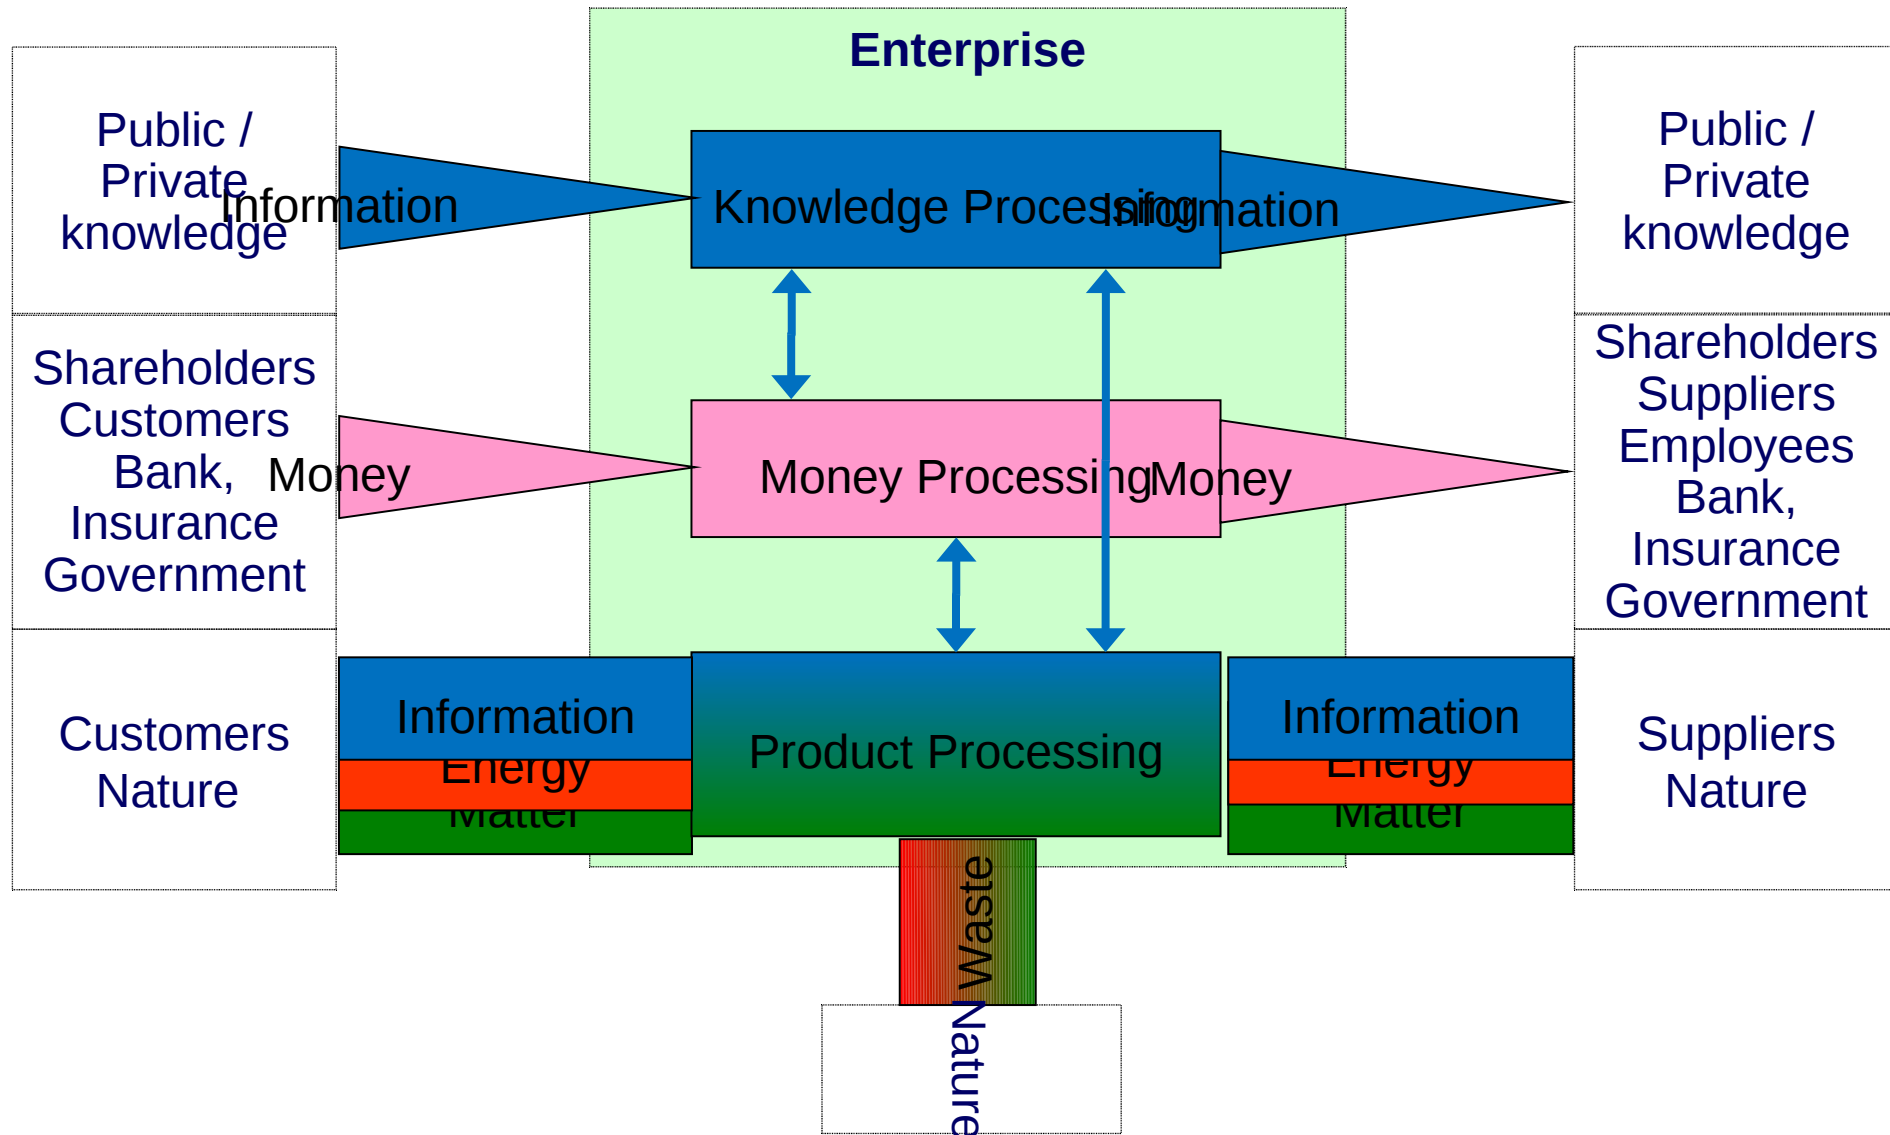 Enterprise
Public /
Private
knowledge
Information
Knowledge Processing
Information
Public /
Private
knowledge
Shareholders
Customers
Bank,
Insurance
Government
Money
Money Processing
Money
Shareholders
Suppliers
Employees
Bank,
Insurance
Government
Customers
Nature
Information
Energy
Matter
Product Processing
Information
Energy
Matter
Suppliers
Nature
Waste
Nature